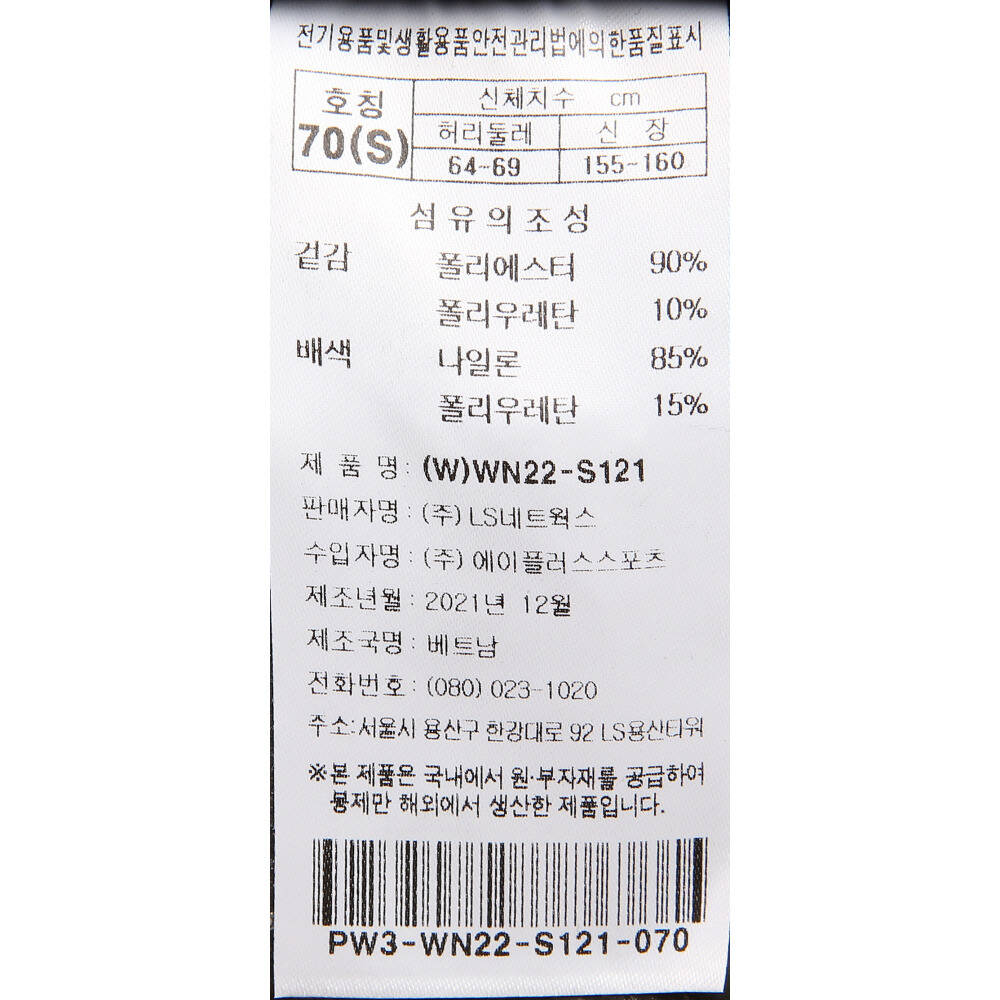 전기용품및생활용품안전관리법에의한품질표시
호칭 신체치수 cm
70(S) 허리둘레 신 장
64-69 155-160
섬유의조성
겉감 폴리에스터 90%
폴리우레탄 10%
배색 나일론 85%
폴리우레탄 15%
제 품 명 : (W)WN22-S121
판매자명 : (주) LS네트웍스
수입자명 : (주) 에이플러스스포츠
제조년월 : 2021년 12월
제조국명 : 베트남
전화번호 : (080) 023-1020
주소:서울시 용산구 한강대로 92 LS용산타워
※본 제품은 국내에서 원·부자재를 공급하여
봉제만 해외에서 생산한 제품입니다.
PW3-WN22-S121-070